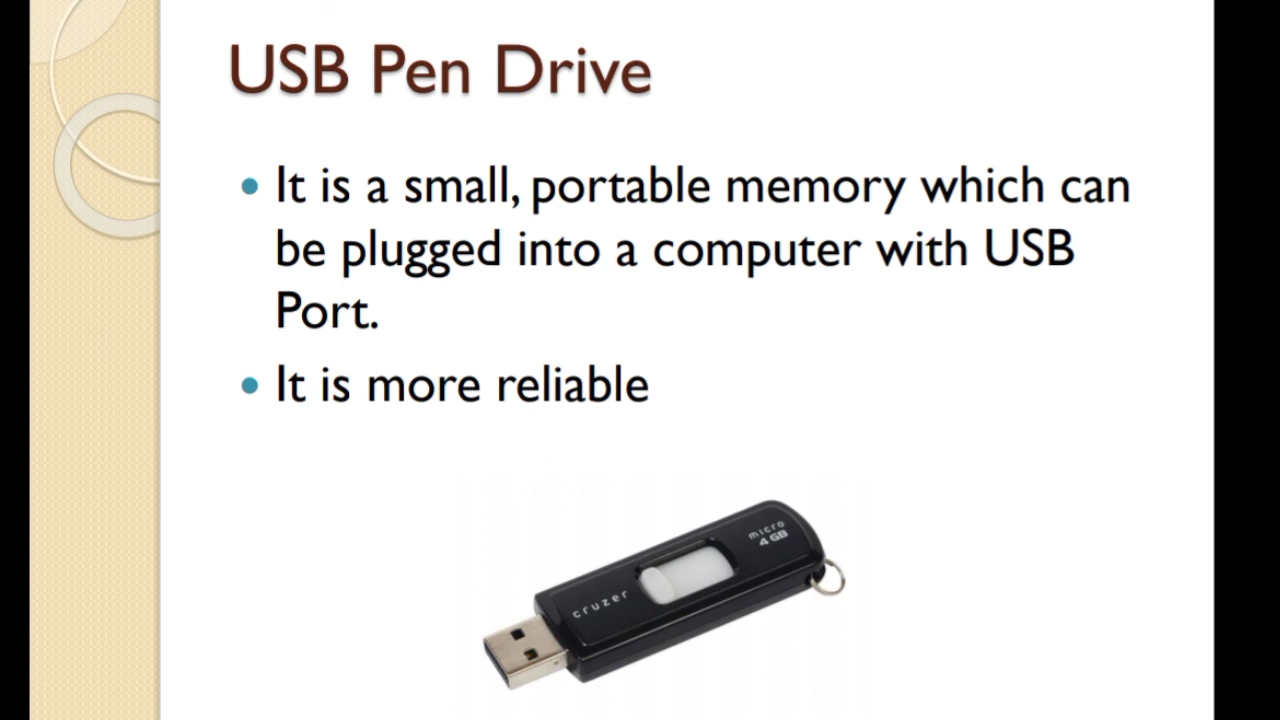 USB Pen Drive
• It is a small, portable memory which can
be plugged into a computer with USB
Port.
• It is more reliable
micro
4 GB
cruzer